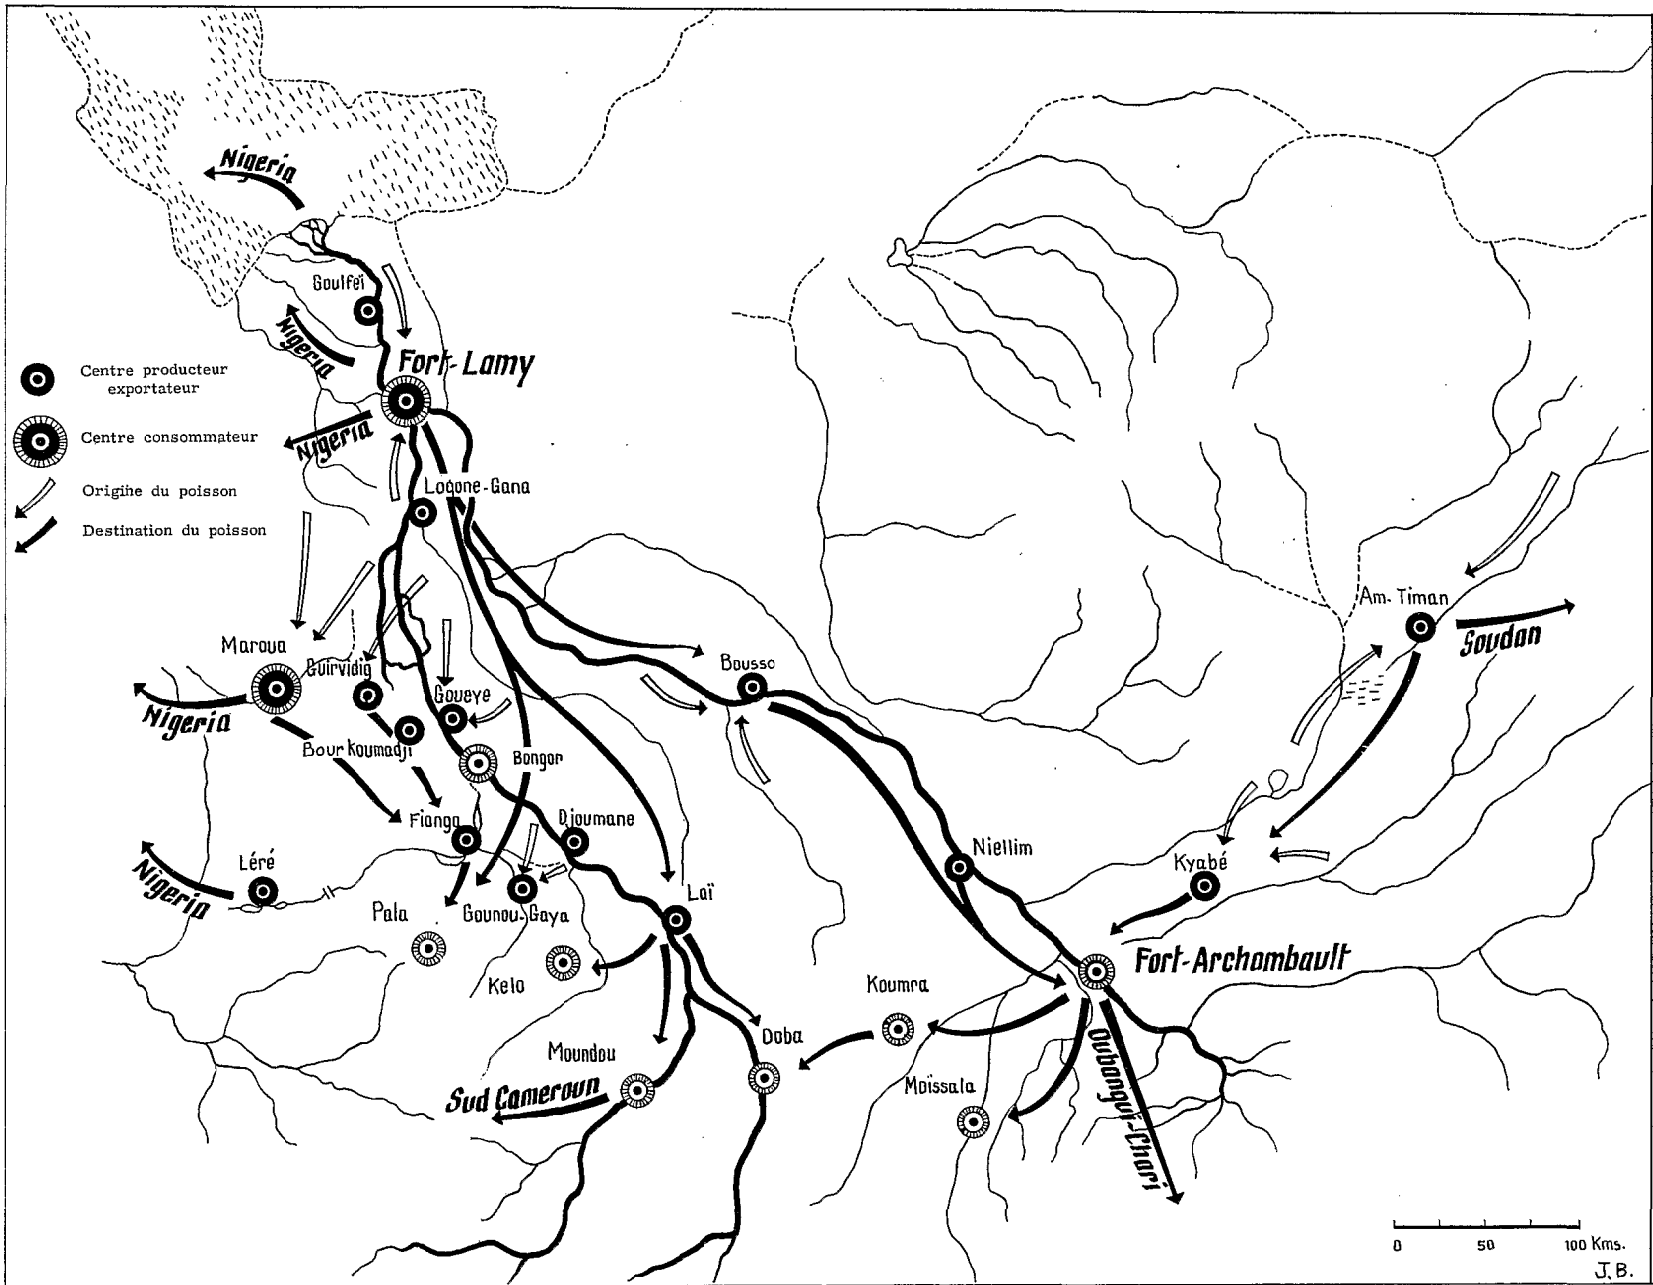 Nigeria
Goulfeï
Nigeria
Fort-Lamy
Centre producteur
exportateur
Centre consommateur
Nigeria
Origine du poisson
Logone-Gana
Destination du poisson
Am-Timan
Soudan
Maroua
Guirvidig
Bousso
Goueye
Nigeria
Bourkoumadji
Bongor
Fianga
Djoumane
Niellim
Kyabé
Léré
Nigeria
Laï
Pala
Gounou-Gaya
Fort-Archambault
Kelo
Koumra
Doba
Moundou
Moïssala
Sud Cameroun
Oubangui-Chari
0 50 100 Kms.
J.B.